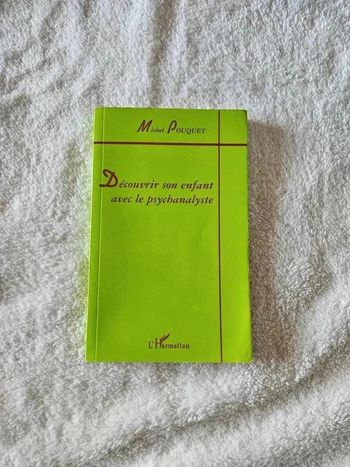 Michel POUQUET
Découvrir son enfant
avec le psychanalyste
L'Harmattan